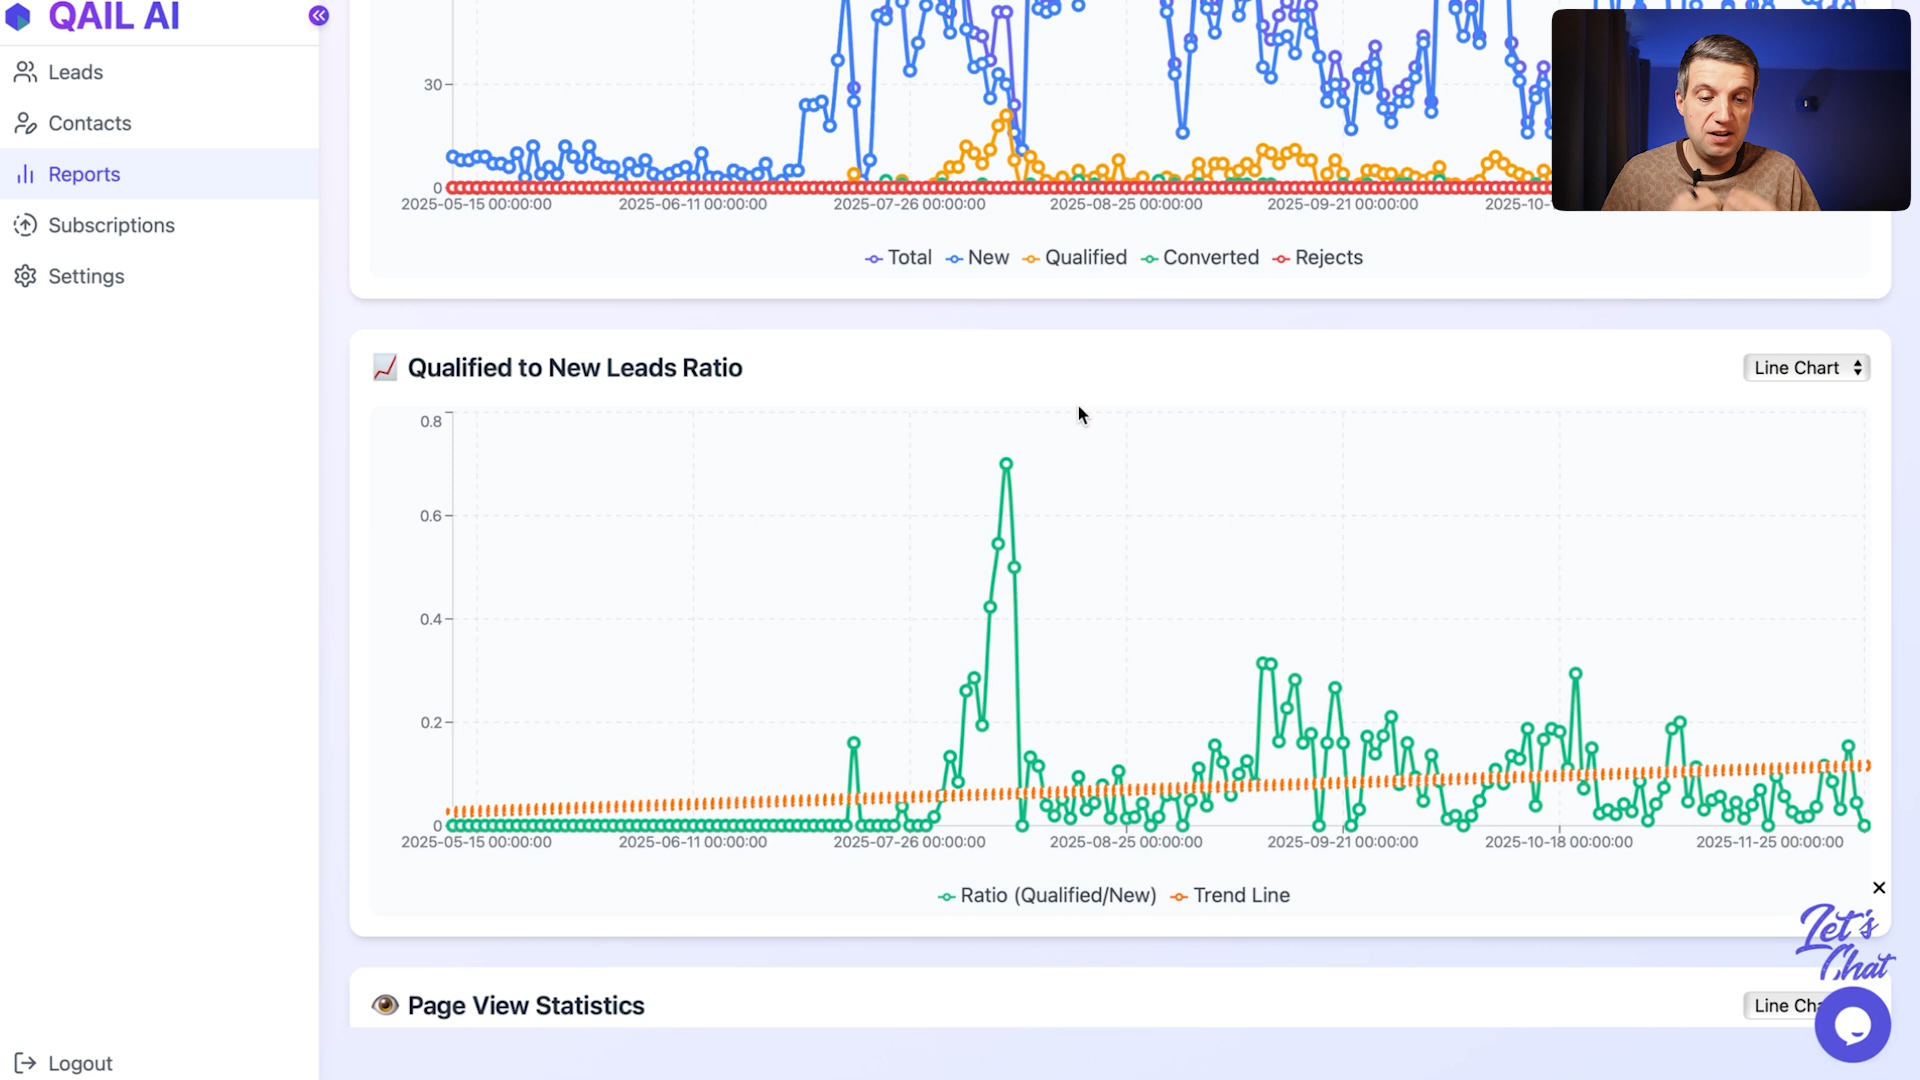 QAIL AI
Leads
Contacts
Reports
Subscriptions
Settings
Logout
30
0
2025-05-15 00:00:00 2025-06-11 00:00:00 2025-07-26 00:00:00 2025-08-25 00:00:00 2025-09-21 00:00:00 2025-10-
Total New Qualified Converted Rejects
Qualified to New Leads Ratio
Line Chart
0.8
0.6
0.4
0.2
0
2025-05-15 00:00:00 2025-06-11 00:00:00 2025-07-26 00:00:00 2025-08-25 00:00:00 2025-09-21 00:00:00 2025-10-18 00:00:00 2025-11-25 00:00:00
Ratio (Qualified/New) Trend Line
Let's
Chat
Page View Statistics
Line Cha